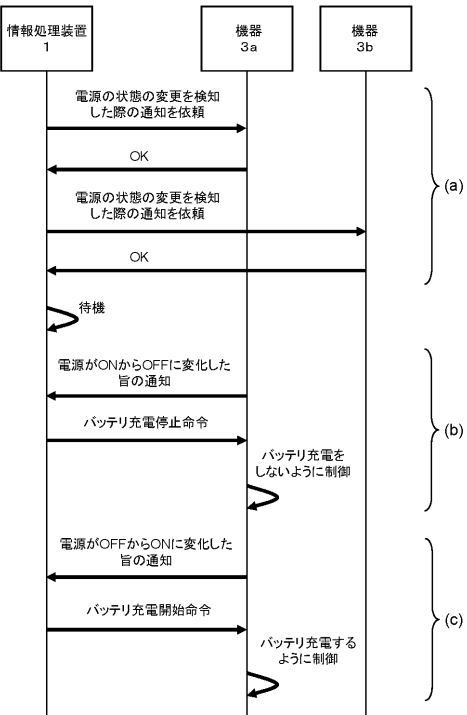 情報処理装置
1
機器
3a
機器
3b
電源の状態の変更を検知
した際の通知を依頼
OK
電源の状態の変更を検知
した際の通知を依頼
OK
(a)
待機
電源がONからOFFに変化した
旨の通知
バッテリ充電停止命令
バッテリ充電を
しないように制御
(b)
電源がOFFからONに変化した
旨の通知
バッテリ充電開始命令
バッテリ充電する
ように制御
(c)